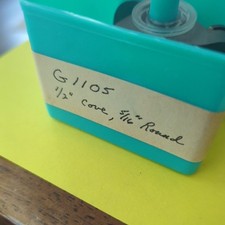 G1105
1/2" Cove, 5/16" Round